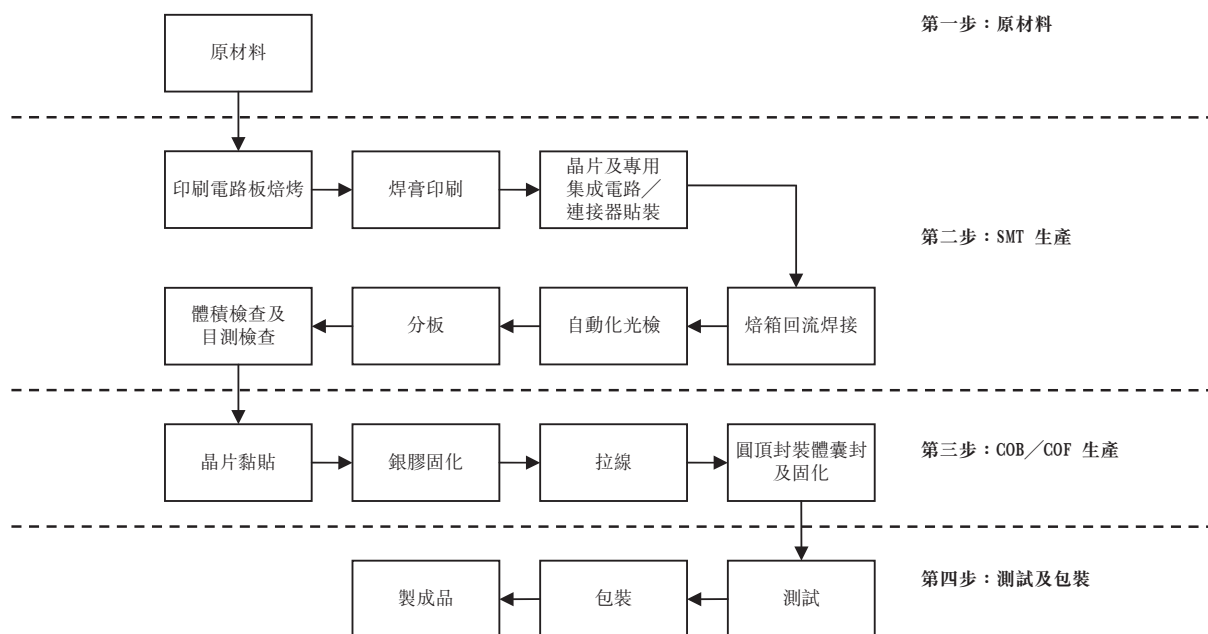 第一步：原材料
原材料
印刷電路板焙烤
焊膏印刷
晶片及專用
集成電路／
連接器貼裝
第二步：SMT 生產
體積檢查及
目測檢查
分板
自動化光檢
焙箱回流焊接
晶片黏貼
銀膠固化
拉線
圓頂封裝體囊封
及固化
第三步：COB／COF 生產
製成品
包裝
測試
第四步：測試及包裝